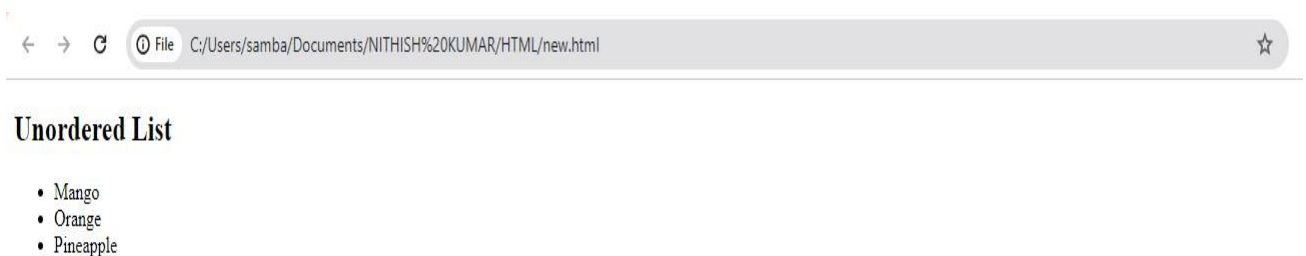 File C:/Users/samba/Documents/NITHISH%20KUMAR/HTML/new.html
Unordered List
• Mango
• Orange
• Pineapple